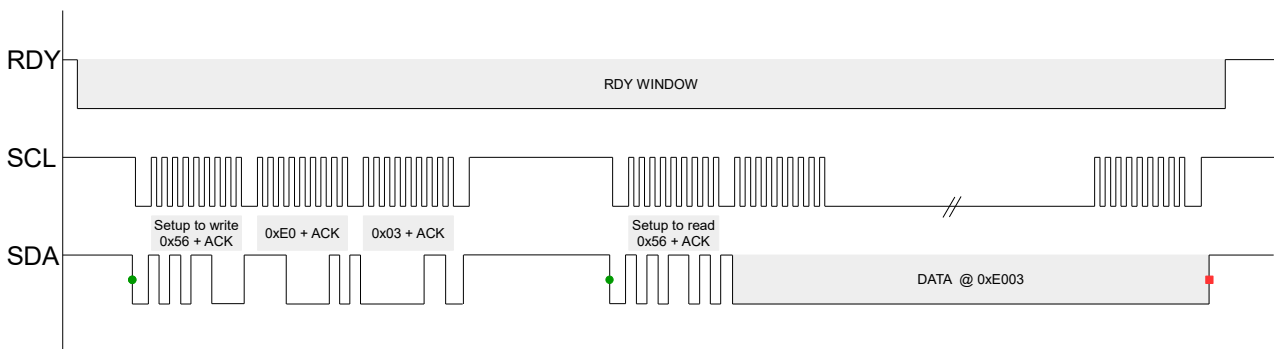 RDY
RDY WINDOW
SCL
Setup to write
0x56 + ACK
0xE0 + ACK
0x03 + ACK
Setup to read
0x56 + ACK
SDA
DATA @ 0xE003